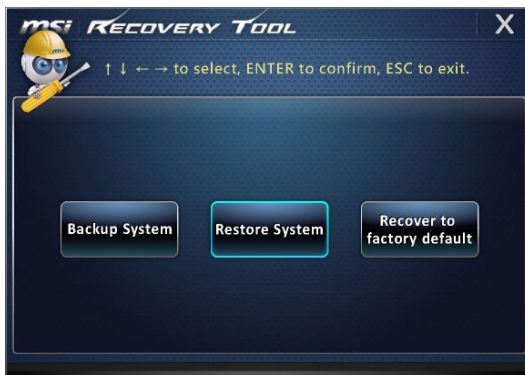 msi RECOVERY TOOL X
↑ ↓ ← → to select, ENTER to confirm, ESC to exit.
Backup System
Restore System
Recover to
factory default